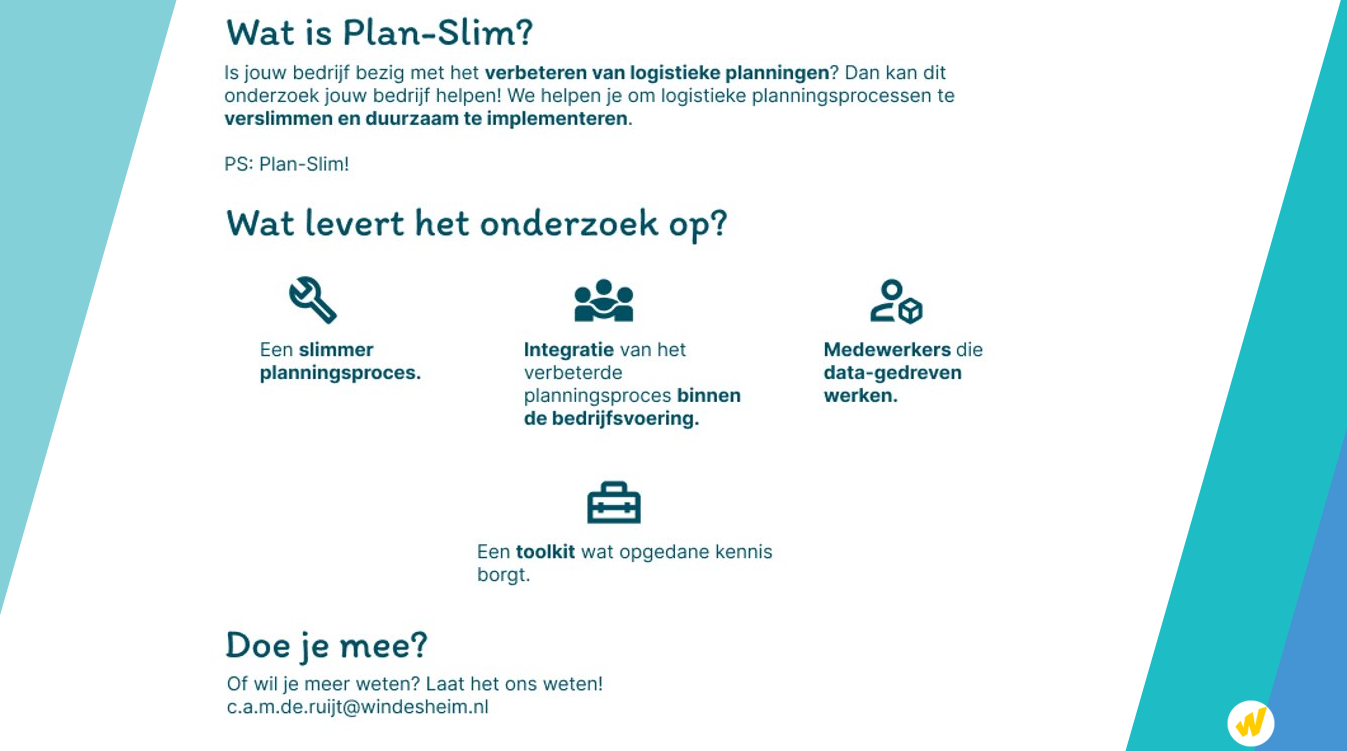 Wat is Plan-Slim?
Is jouw bedrijf bezig met het verbeteren van logistieke planningen? Dan kan dit
onderzoek jouw bedrijf helpen! We helpen je om logistieke planningsprocessen te
verslimmen en duurzaam te implementeren.
PS: Plan-Slim!
Wat levert het onderzoek op?
Een slimmer
planningsproces.
Integratie van het
verbeterde
planningsproces binnen
de bedrijfsvoering.
Medewerkers die
data-gedreven
werken.
Een toolkit wat opgedane kennis
borgt.
Doe je mee?
Of wil je meer weten? Laat het ons weten!
c.a.m.de.ruijt@windesheim.nl